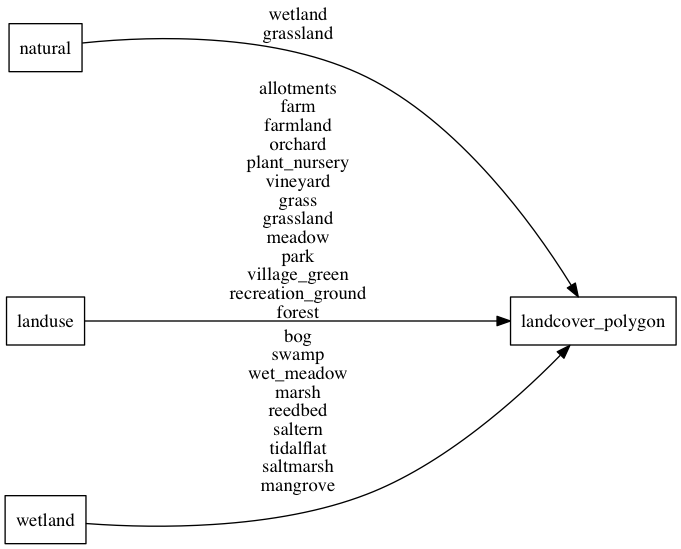 wetland
grassland
natural
allotments
farm
farmland
orchard
plant_nursery
vineyard
grass
grassland
meadow
park
village_green
recreation_ground
forest
landuse
landcover_polygon
bog
swamp
wet_meadow
marsh
reedbed
saltern
tidalflat
saltmarsh
mangrove
wetland